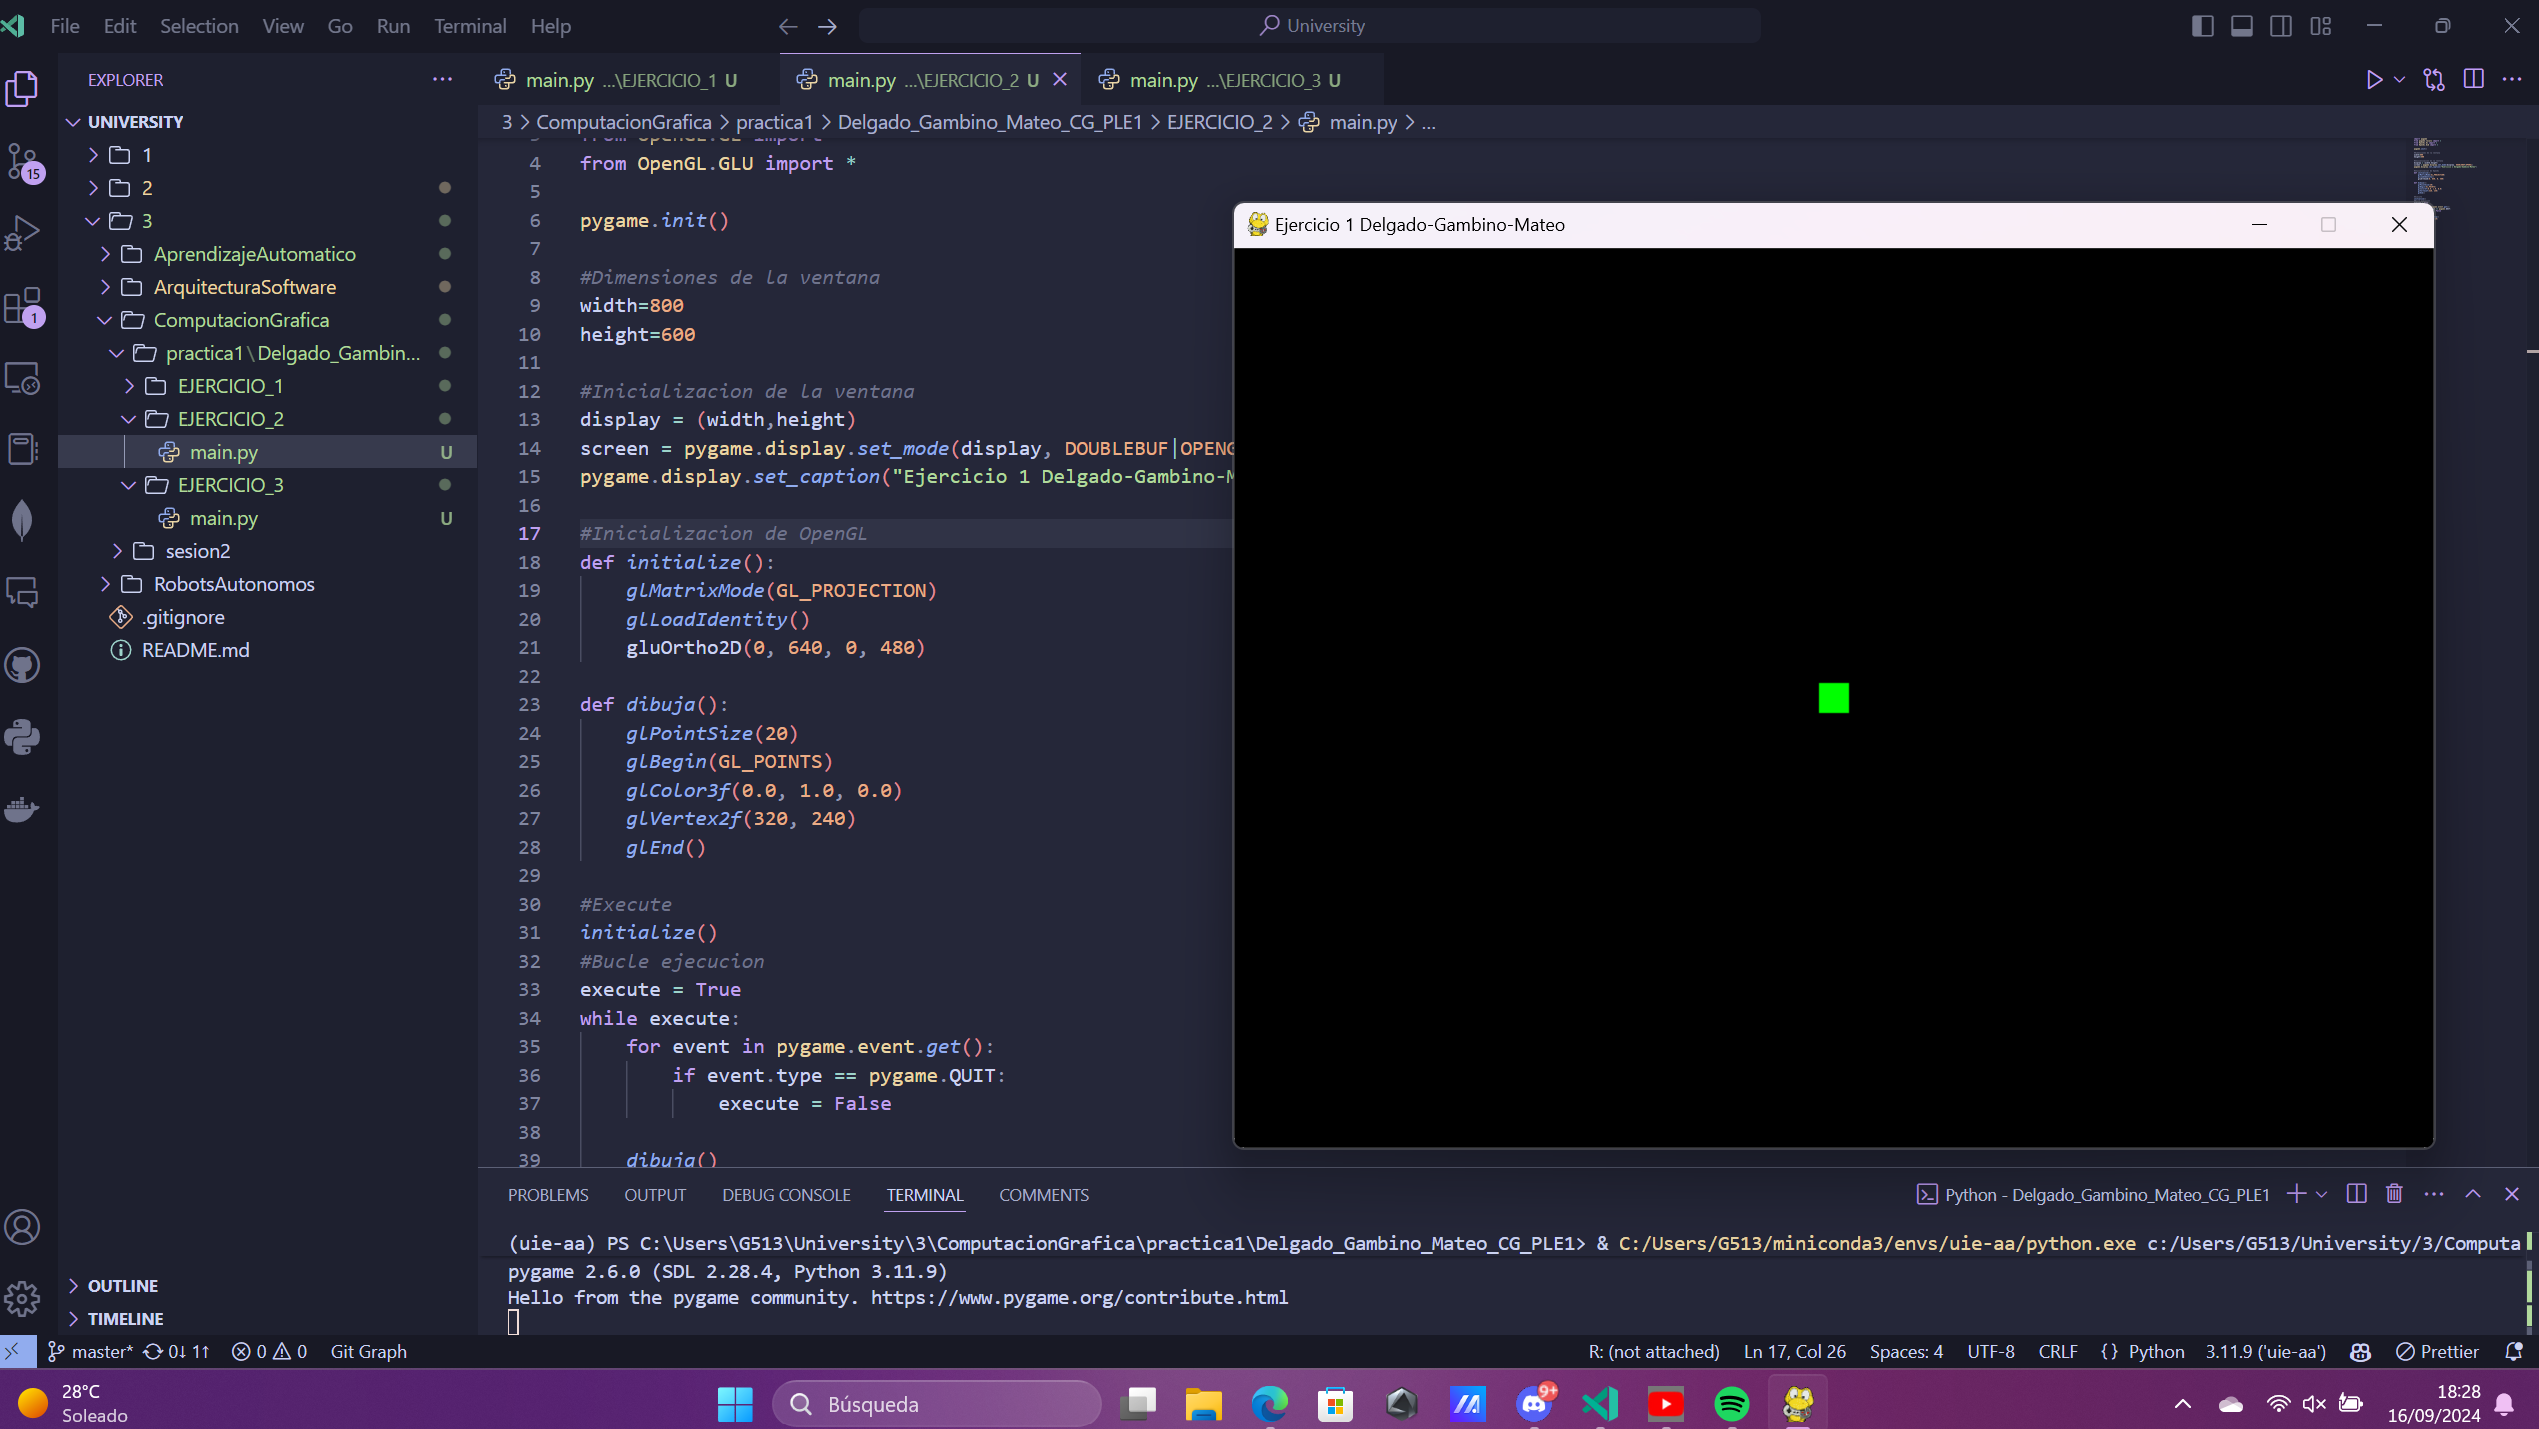 File Edit Selection View Go Run Terminal Help
University
EXPLORER
main.py ...\EJERCICIO_1 U
main.py ...\EJERCICIO_2 U
main.py ...\EJERCICIO_3 U
UNIVERSITY
3 > ComputacionGrafica > practica1 > Delgado_Gambino_Mateo_CG_PLE1 > EJERCICIO_2 > main.py > ...
1
2
3
AprendizajeAutomatico
ArquitecturaSoftware
ComputacionGrafica
practica1\Delgado_Gambin...
EJERCICIO_1
EJERCICIO_2
main.py U
EJERCICIO_3
main.py U
sesion2
RobotsAutonomos
.gitignore
README.md
15
1
3 from OpenGL.GL import
4 from OpenGL.GLU import *
5
6 pygame.init()
7
8 #Dimensiones de la ventana
9 width=800
10 height=600
11
12 #Inicializacion de la ventana
13 display = (width,height)
14 screen = pygame.display.set_mode(display, DOUBLEBUF|OPENG
15 pygame.display.set_caption("Ejercicio 1 Delgado-Gambino-M
16
17 #Inicializacion de OpenGL
18 def initialize():
19 glMatrixMode(GL_PROJECTION)
20 glLoadIdentity()
21 gluOrtho2D(0, 640, 0, 480)
22
23 def dibuja():
24 glPointSize(20)
25 glBegin(GL_POINTS)
26 glColor3f(0.0, 1.0, 0.0)
27 glVertex2f(320, 240)
28 glEnd()
29
30 #Execute
31 initialize()
32 #Bucle ejecucion
33 execute = True
34 while execute:
35 for event in pygame.event.get():
36 if event.type == pygame.QUIT:
37 execute = False
38
39 dibuja()
Ejercicio 1 Delgado-Gambino-Mateo
PROBLEMS OUTPUT DEBUG CONSOLE TERMINAL COMMENTS
Python - Delgado_Gambino_Mateo_CG_PLE1
(uie-aa) PS C:\Users\G513\University\3\ComputacionGrafica\practica1\Delgado_Gambino_Mateo_CG_PLE1> & C:/Users/G513/miniconda3/envs/uie-aa/python.exe c:/Users/G513/University/3/Computa
pygame 2.6.0 (SDL 2.28.4, Python 3.11.9)
Hello from the pygame community. https://www.pygame.org/contribute.html
OUTLINE
TIMELINE
master* 0↓ 1↑ 0 0 Git Graph
R: (not attached) Ln 17, Col 26 Spaces: 4 UTF-8 CRLF {} Python 3.11.9 ('uie-aa') Prettier
28°C
Soleado
Búsqueda
9+
18:28
16/09/2024